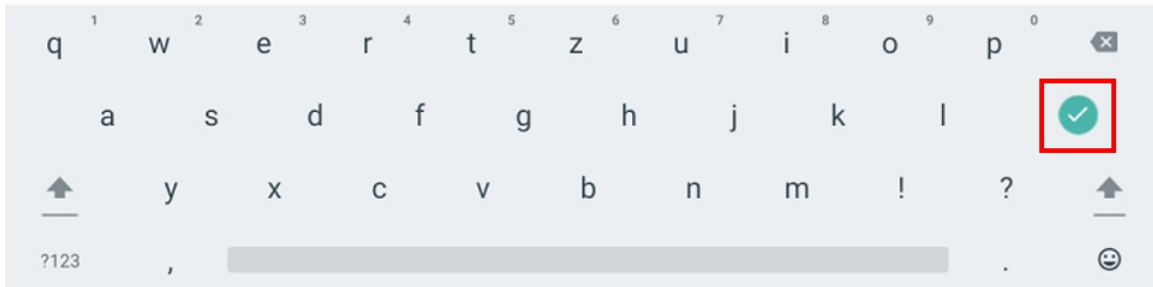 1 2 3 4 5 6 7 8 9 0
q w e r t z u i o p
a s d f g h j k l
y x c v b n m ! ?
?123 , .